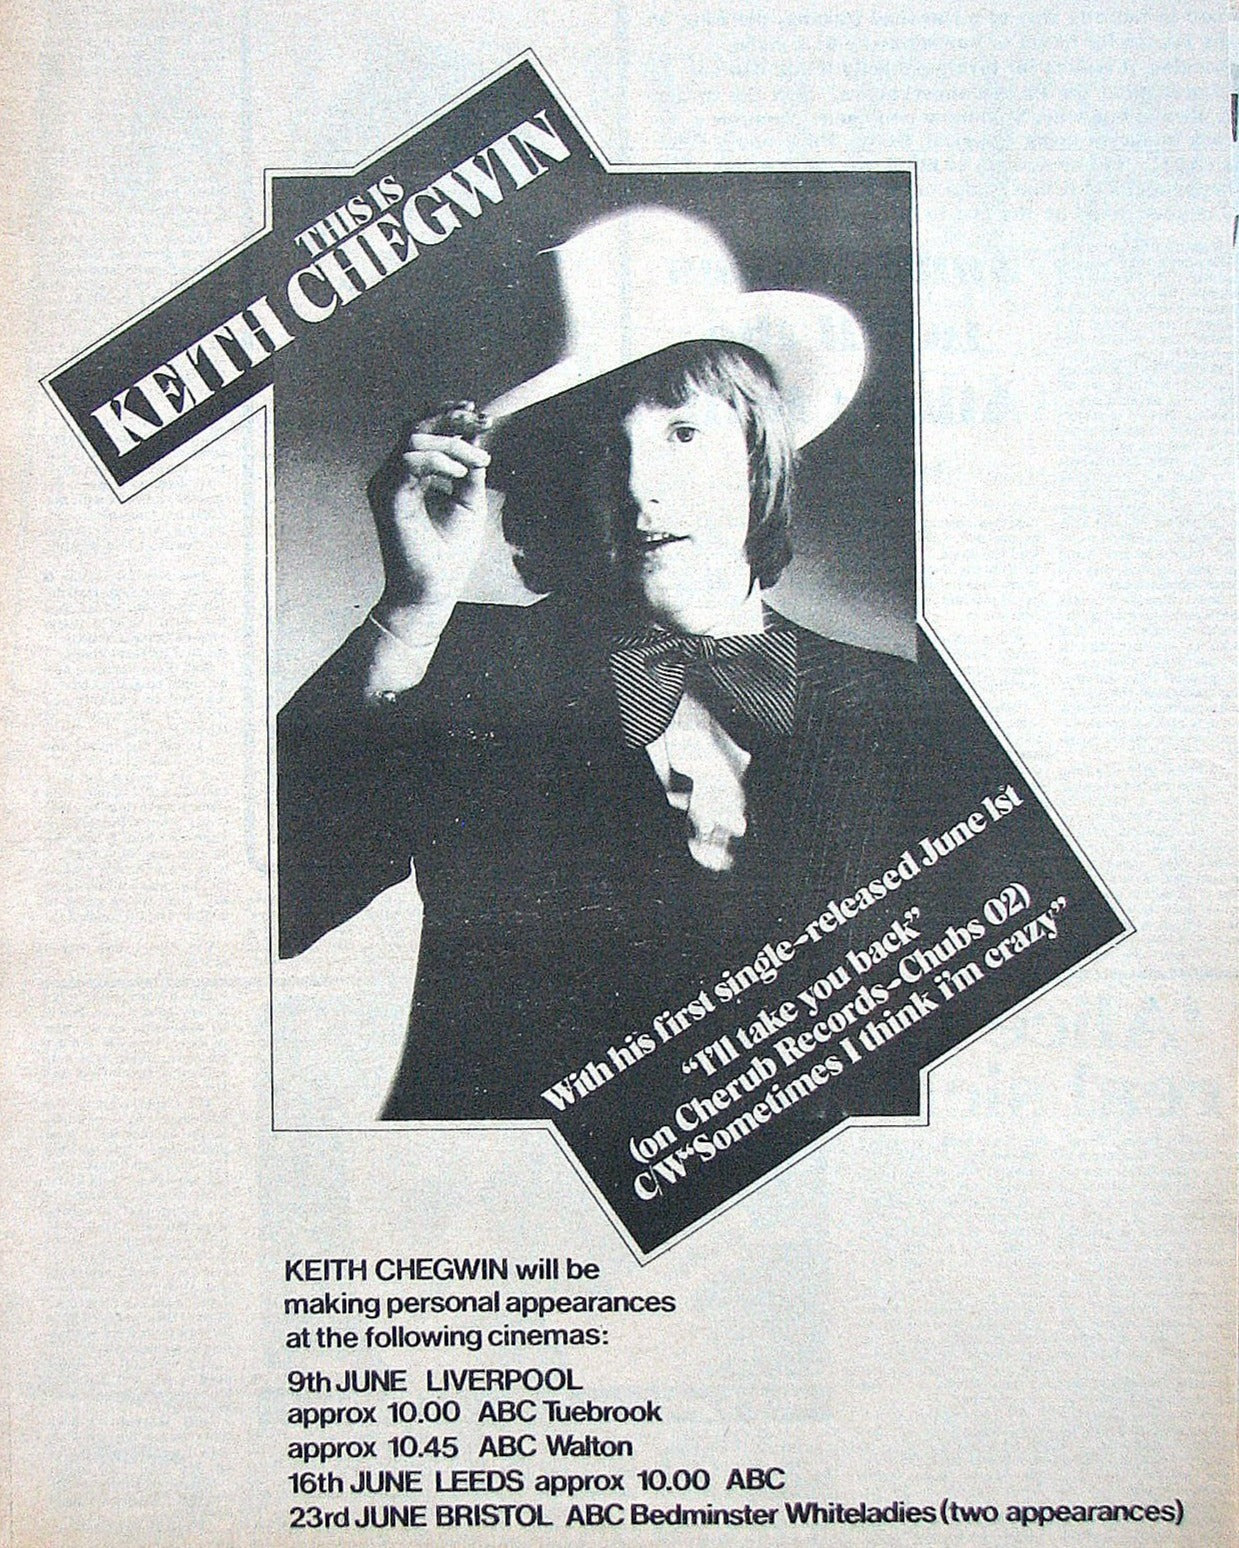 THIS IS
KEITH CHEGWIN
With his first single-released June 1st
“I'll take you back”
(on Cherub Records-Chubs 02)
C/W “Sometimes I think i'm crazy”
KEITH CHEGWIN will be
making personal appearances
at the following cinemas:
9th JUNE LIVERPOOL
approx 10.00 ABC Tuebrook
approx 10.45 ABC Walton
16th JUNE LEEDS approx 10.00 ABC
23rd JUNE BRISTOL ABC Bedminster Whiteladies (two appearances)